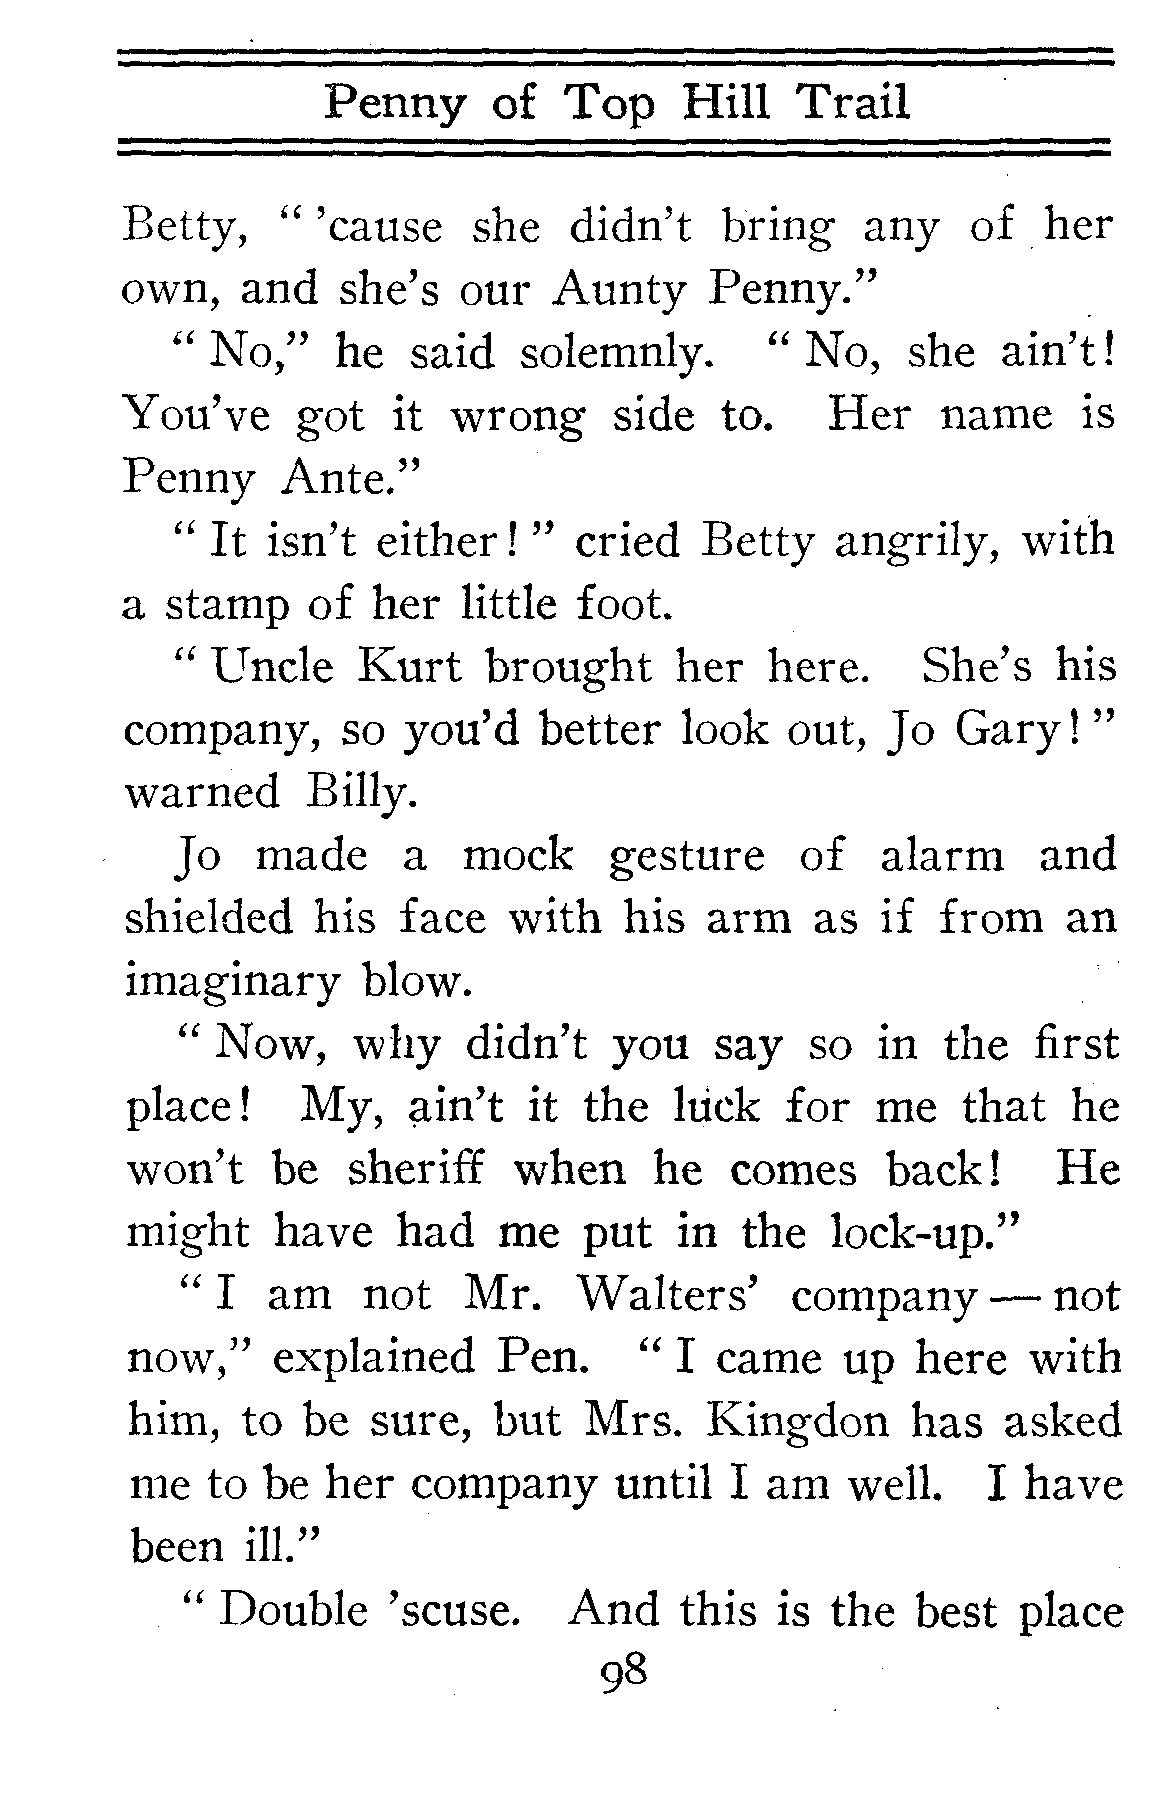 Penny of Top Hill Trail
Betty, “ ’cause she didn’t bring any of her
own, and she’s our Aunty Penny.”
“ No,” he said solemnly. “ No, she ain’t!
You’ve got it wrong side to. Her name is
Penny Ante.”
“ It isn’t either! ” cried Betty angrily, with
a stamp of her little foot.
“ Uncle Kurt brought her here. She’s his
company, so you’d better look out, Jo Gary! ”
warned Billy.
Jo made a mock gesture of alarm and
shielded his face with his arm as if from an
imaginary blow.
“ Now, why didn’t you say so in the first
place! My, ain’t it the luck for me that he
won’t be sheriff when he comes back! He
might have had me put in the lock-up.”
“ I am not Mr. Walters’ company — not
now,” explained Pen. “ I came up here with
him, to be sure, but Mrs. Kingdon has asked
me to be her company until I am well. I have
been ill.”
“ Double ’scuse. And this is the best place
98